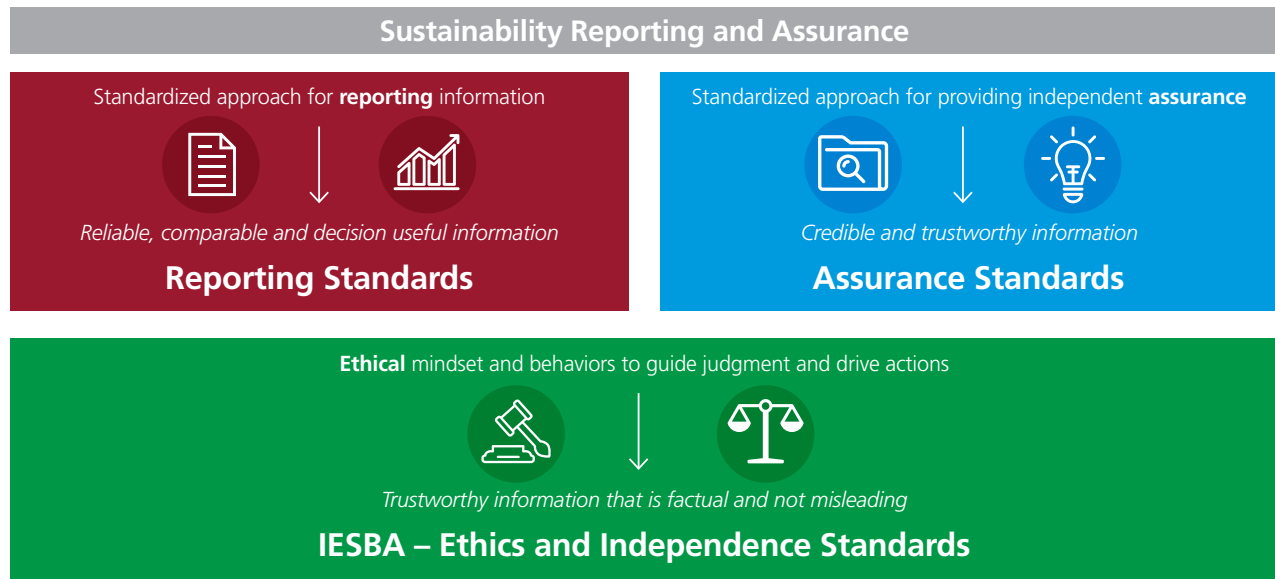 Sustainability Reporting and Assurance
Standardized approach for reporting information
Reliable, comparable and decision useful information
Reporting Standards
Standardized approach for providing independent assurance
Credible and trustworthy information
Assurance Standards
Ethical mindset and behaviors to guide judgment and drive actions
Trustworthy information that is factual and not misleading
IESBA – Ethics and Independence Standards